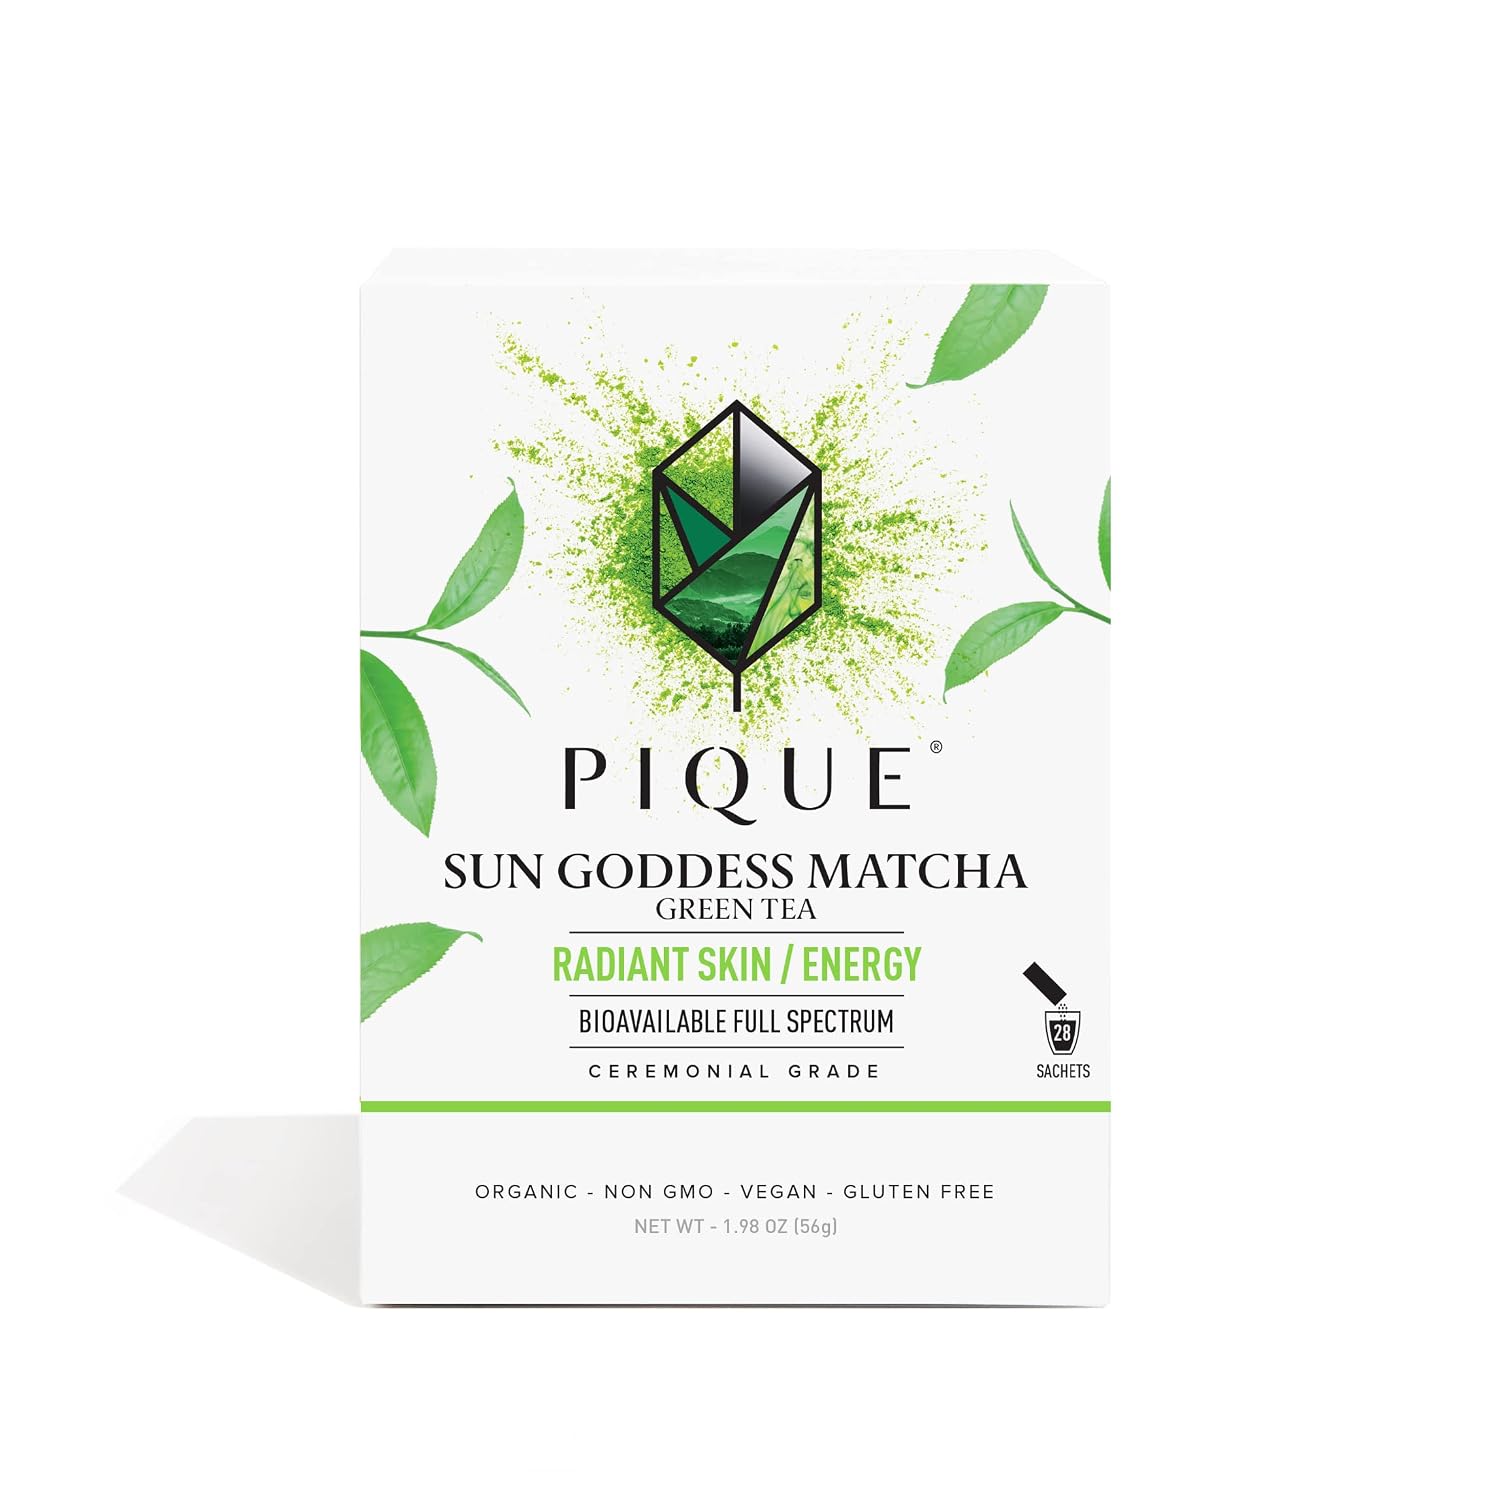 PIQUE®
SUN GODDESS MATCHA
GREEN TEA
RADIANT SKIN / ENERGY
BIOAVAILABLE FULL SPECTRUM
CEREMONIAL GRADE
28
SACHETS
ORGANIC - NON GMO - VEGAN - GLUTEN FREE
NET WT - 1.98 OZ (56g)